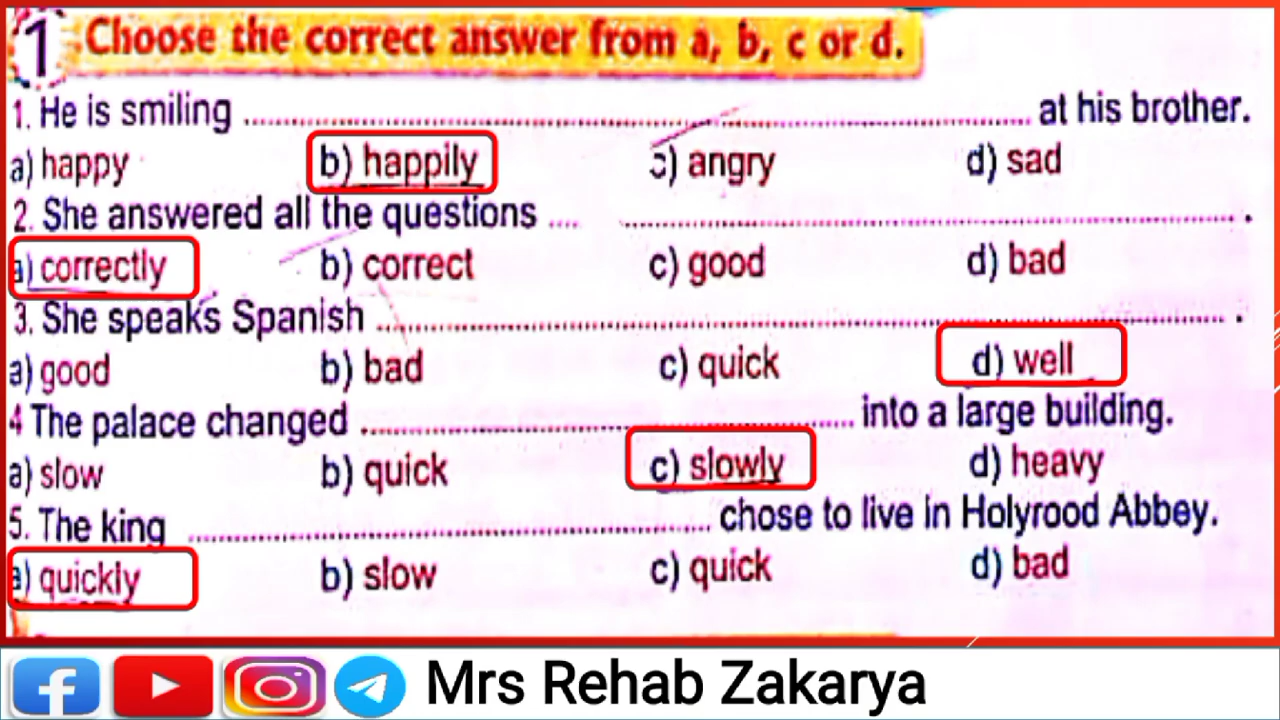 1 Choose the correct answer from a, b, c or d.
1. He is smiling .......... at his brother.
a) happy b) happily c) angry d) sad
2. She answered all the questions .... .......... .
a) correctly b) correct c) good d) bad
3. She speaks Spanish .......... .
a) good b) bad c) quick d) well
4 The palace changed .......... into a large building.
a) slow b) quick c) slowly d) heavy
5. The king .......... chose to live in Holyrood Abbey.
a) quickly b) slow c) quick d) bad
Mrs Rehab Zakarya